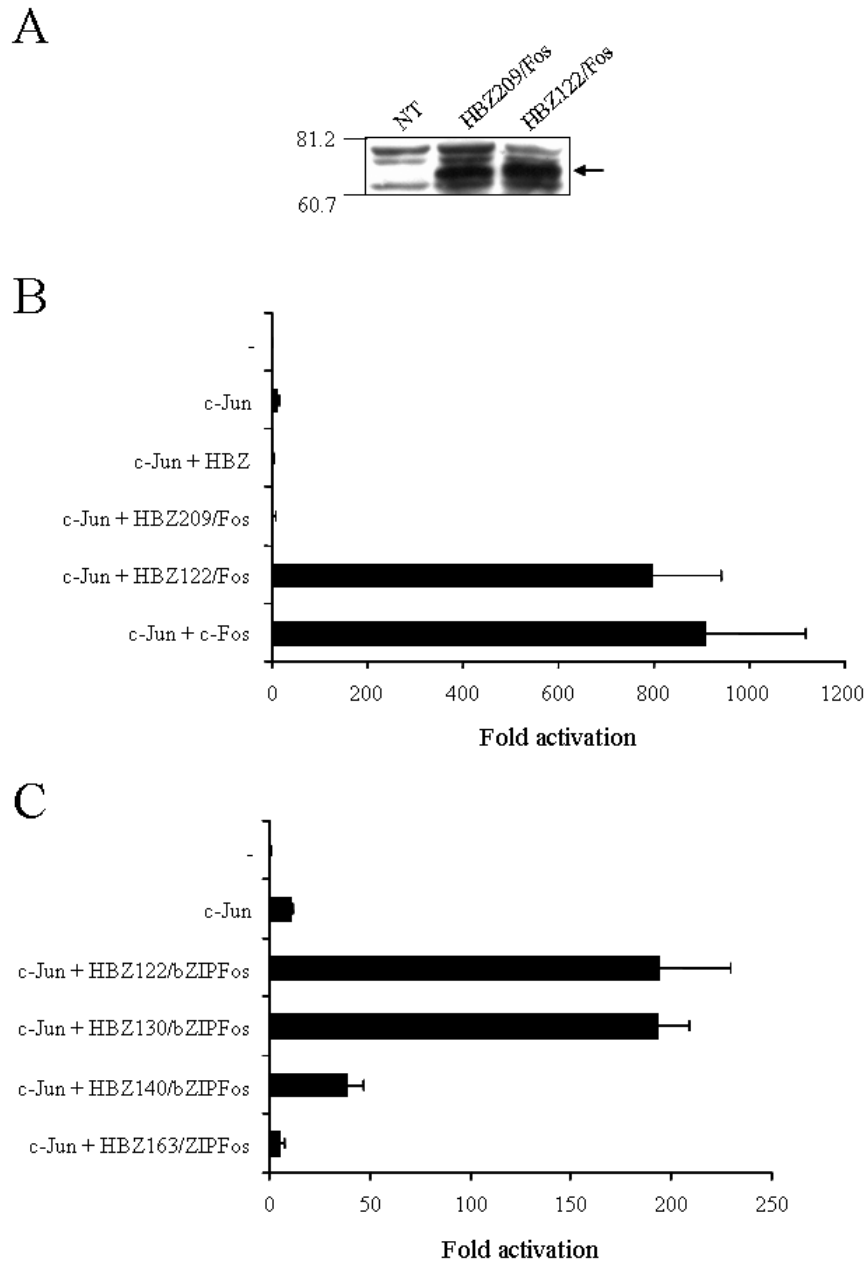 A
NT
HBZ209/Fos
HBZ122/Fos
81.2
60.7
B
-
c-Jun
c-Jun + HBZ
c-Jun + HBZ209/Fos
c-Jun + HBZ122/Fos
c-Jun + c-Fos
0 200 400 600 800 1000 1200
Fold activation
C
-
c-Jun
c-Jun + HBZ122/bZIPFos
c-Jun + HBZ130/bZIPFos
c-Jun + HBZ140/bZIPFos
c-Jun + HBZ163/ZIPFos
0 50 100 150 200 250
Fold activation